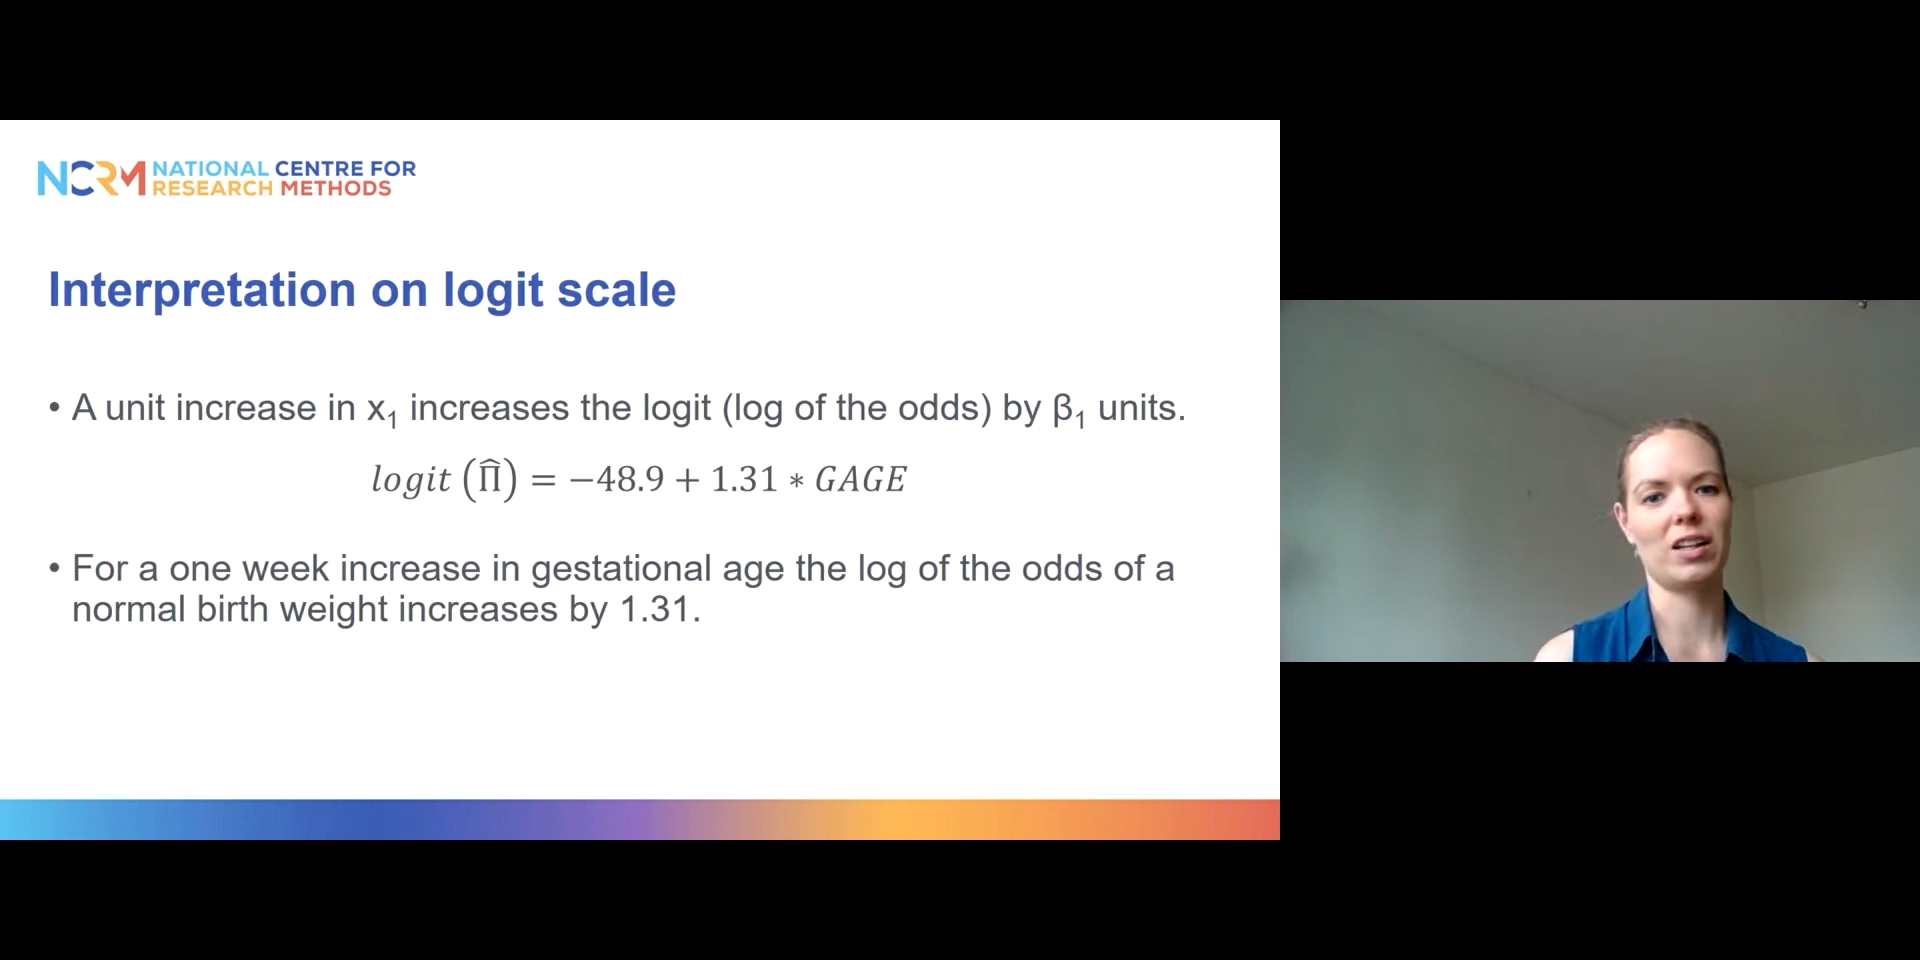 NCRM NATIONAL CENTRE FOR
RESEARCH METHODS
Interpretation on logit scale
• A unit increase in x₁ increases the logit (log of the odds) by β₁ units.
logit (Π̂) = −48.9 + 1.31 ∗ GAGE
• For a one week increase in gestational age the log of the odds of a
normal birth weight increases by 1.31.